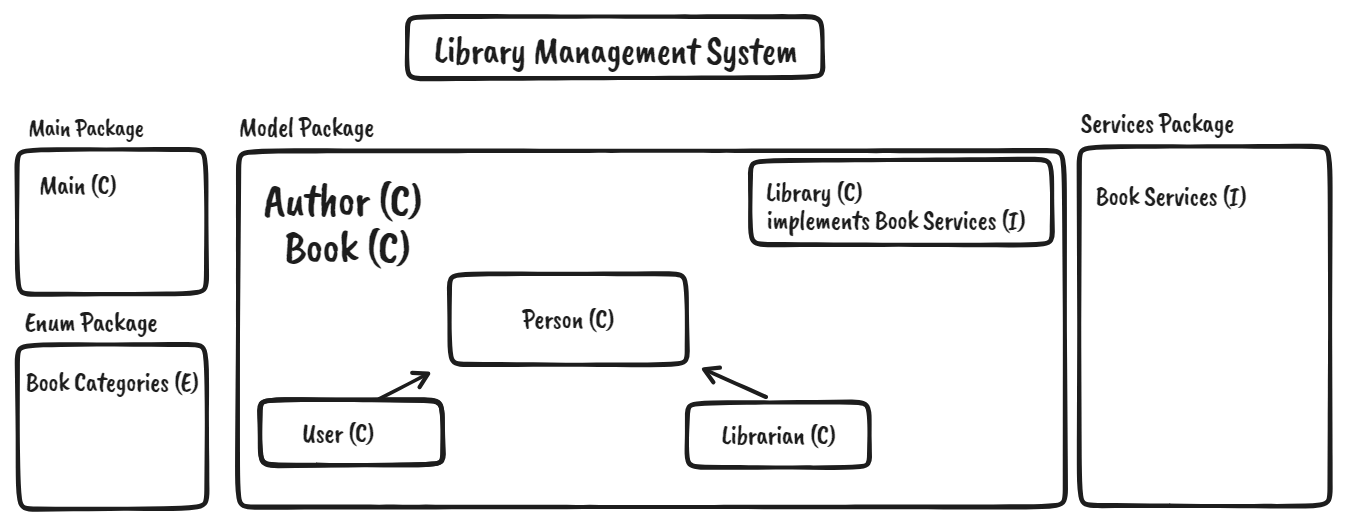 Library Management System
Main Package
Main (C)
Enum Package
Book Categories (E)
Model Package
Author (C)
Book (C)
Library (C)
implements Book Services (I)
Person (C)
User (C)
Librarian (C)
Services Package
Book Services (I)